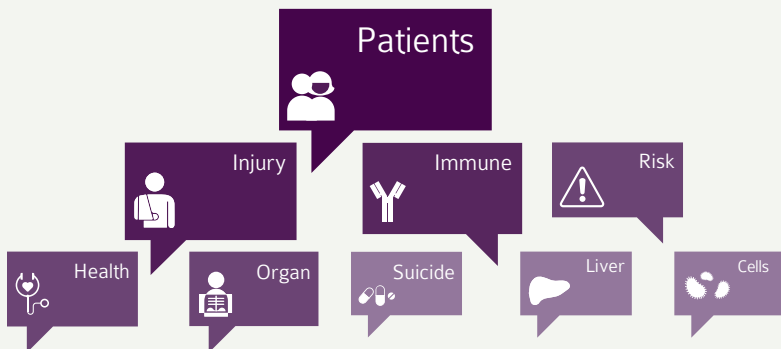 Patients
Injury
Immune
Risk
Health
Organ
Suicide
Liver
Cells